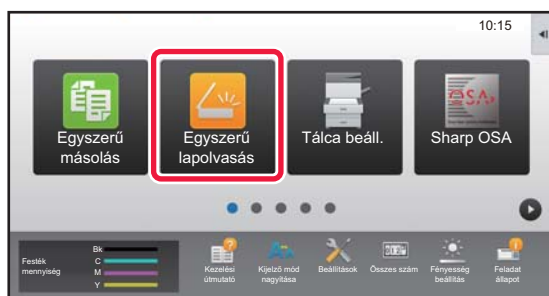 10:15
Egyszerű
másolás
Egyszerű
lapolvasás
Tálca beáll.
Sharp OSA
OSA
Festék
mennyiség
Bk
C
M
Y
Kezelési
útmutató
Kijelző mód
nagyítása
Beállítások
Összes szám
Fényesség
beállítás
Feladat
állapot